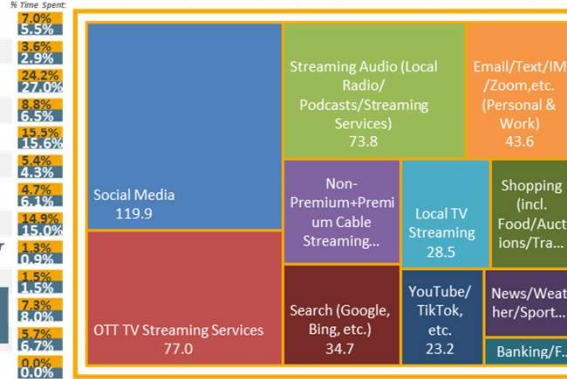 % Time Spent:
7.0%
5.5%
3.6%
2.9%
24.2%
27.0%
8.8%
6.5%
15.5%
15.6%
5.4%
4.3%
4.7%
6.1%
14.9%
15.0%
1.3%
0.9%
1.5%
1.5%
7.3%
8.0%
5.7%
6.7%
0.0%
0.0%
Social Media
119.9
OTT TV Streaming Services
77.0
Streaming Audio (Local
Radio/
Podcasts/Streaming
Services)
73.8
Email/Text/IM
/Zoom,etc.
(Personal &
Work)
43.6
Non-
Premium+Premi
um Cable
Streaming...
Local TV
Streaming
28.5
Shopping
(incl.
Food/Auct
ions/Tra...
Search (Google,
Bing, etc.)
34.7
YouTube/
TikTok,
etc.
23.2
News/Weat
her/Sport...
Banking/F...